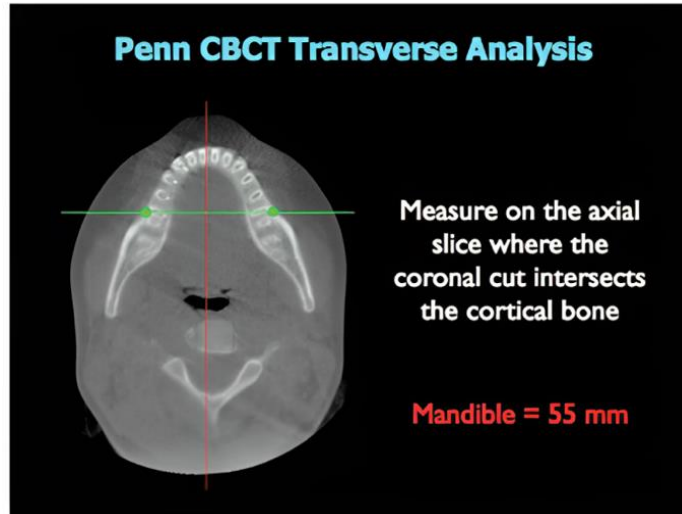 Penn CBCT Transverse Analysis
Measure on the axial
slice where the
coronal cut intersects
the cortical bone
Mandible = 55 mm